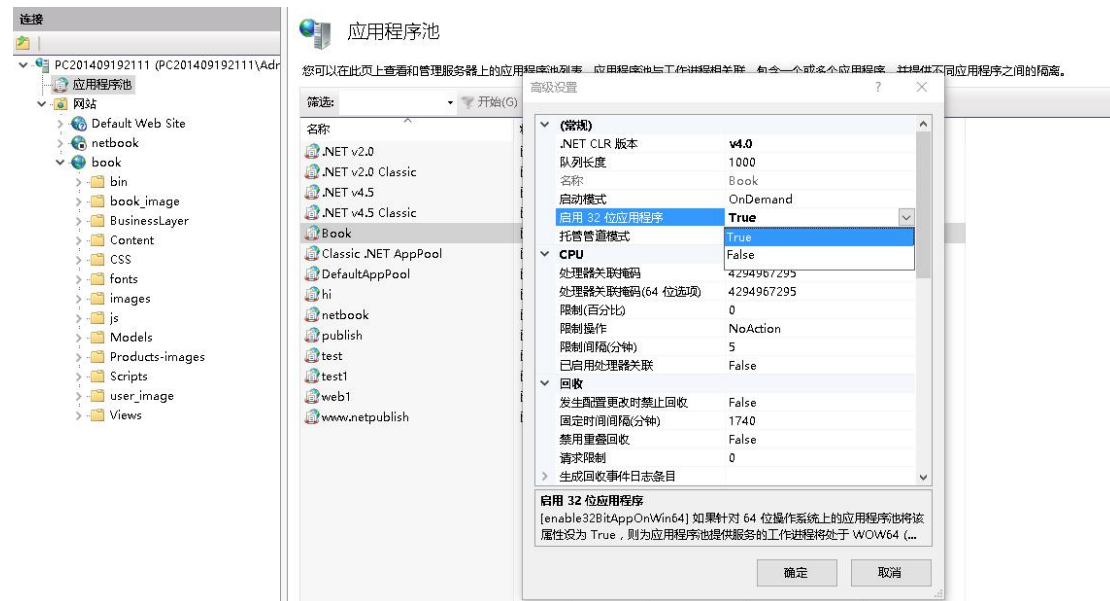 连接
PC201409192111 (PC201409192111\Adr
应用程序池
网站
Default Web Site
netbook
book
bin
book_image
BusinessLayer
Content
CSS
fonts
images
js
Models
Products-images
Scripts
user_image
Views
应用程序池
您可以在此页上查看和管理服务器上的应用程序池列表。应用程序池与工作进程相关联，包含一个或多个应用程序，并提供不同应用程序之间的隔离。
筛选:
开始(G)
名称
.NET v2.0
.NET v2.0 Classic
.NET v4.5
.NET v4.5 Classic
Book
Classic .NET AppPool
DefaultAppPool
hi
netbook
publish
test
test1
web1
www.netpublish
高级设置
? ×
(常规)
.NET CLR 版本 v4.0
队列长度 1000
名称 Book
启动模式 OnDemand
启用 32 位应用程序 True
托管管道模式
True
False
CPU
处理器关联掩码 4294967295
处理器关联掩码(64 位选项) 4294967295
限制(百分比) 0
限制操作 NoAction
限制间隔(分钟) 5
已启用处理器关联 False
回收
发生配置更改时禁止回收 False
固定时间间隔(分钟) 1740
禁用重叠回收 False
请求限制 0
生成回收事件日志条目
启用 32 位应用程序
[enable32BitAppOnWin64] 如果针对 64 位操作系统上的应用程序池将该
属性设为 True，则为应用程序池提供服务的工作进程将处于 WOW64 (...
确定
取消